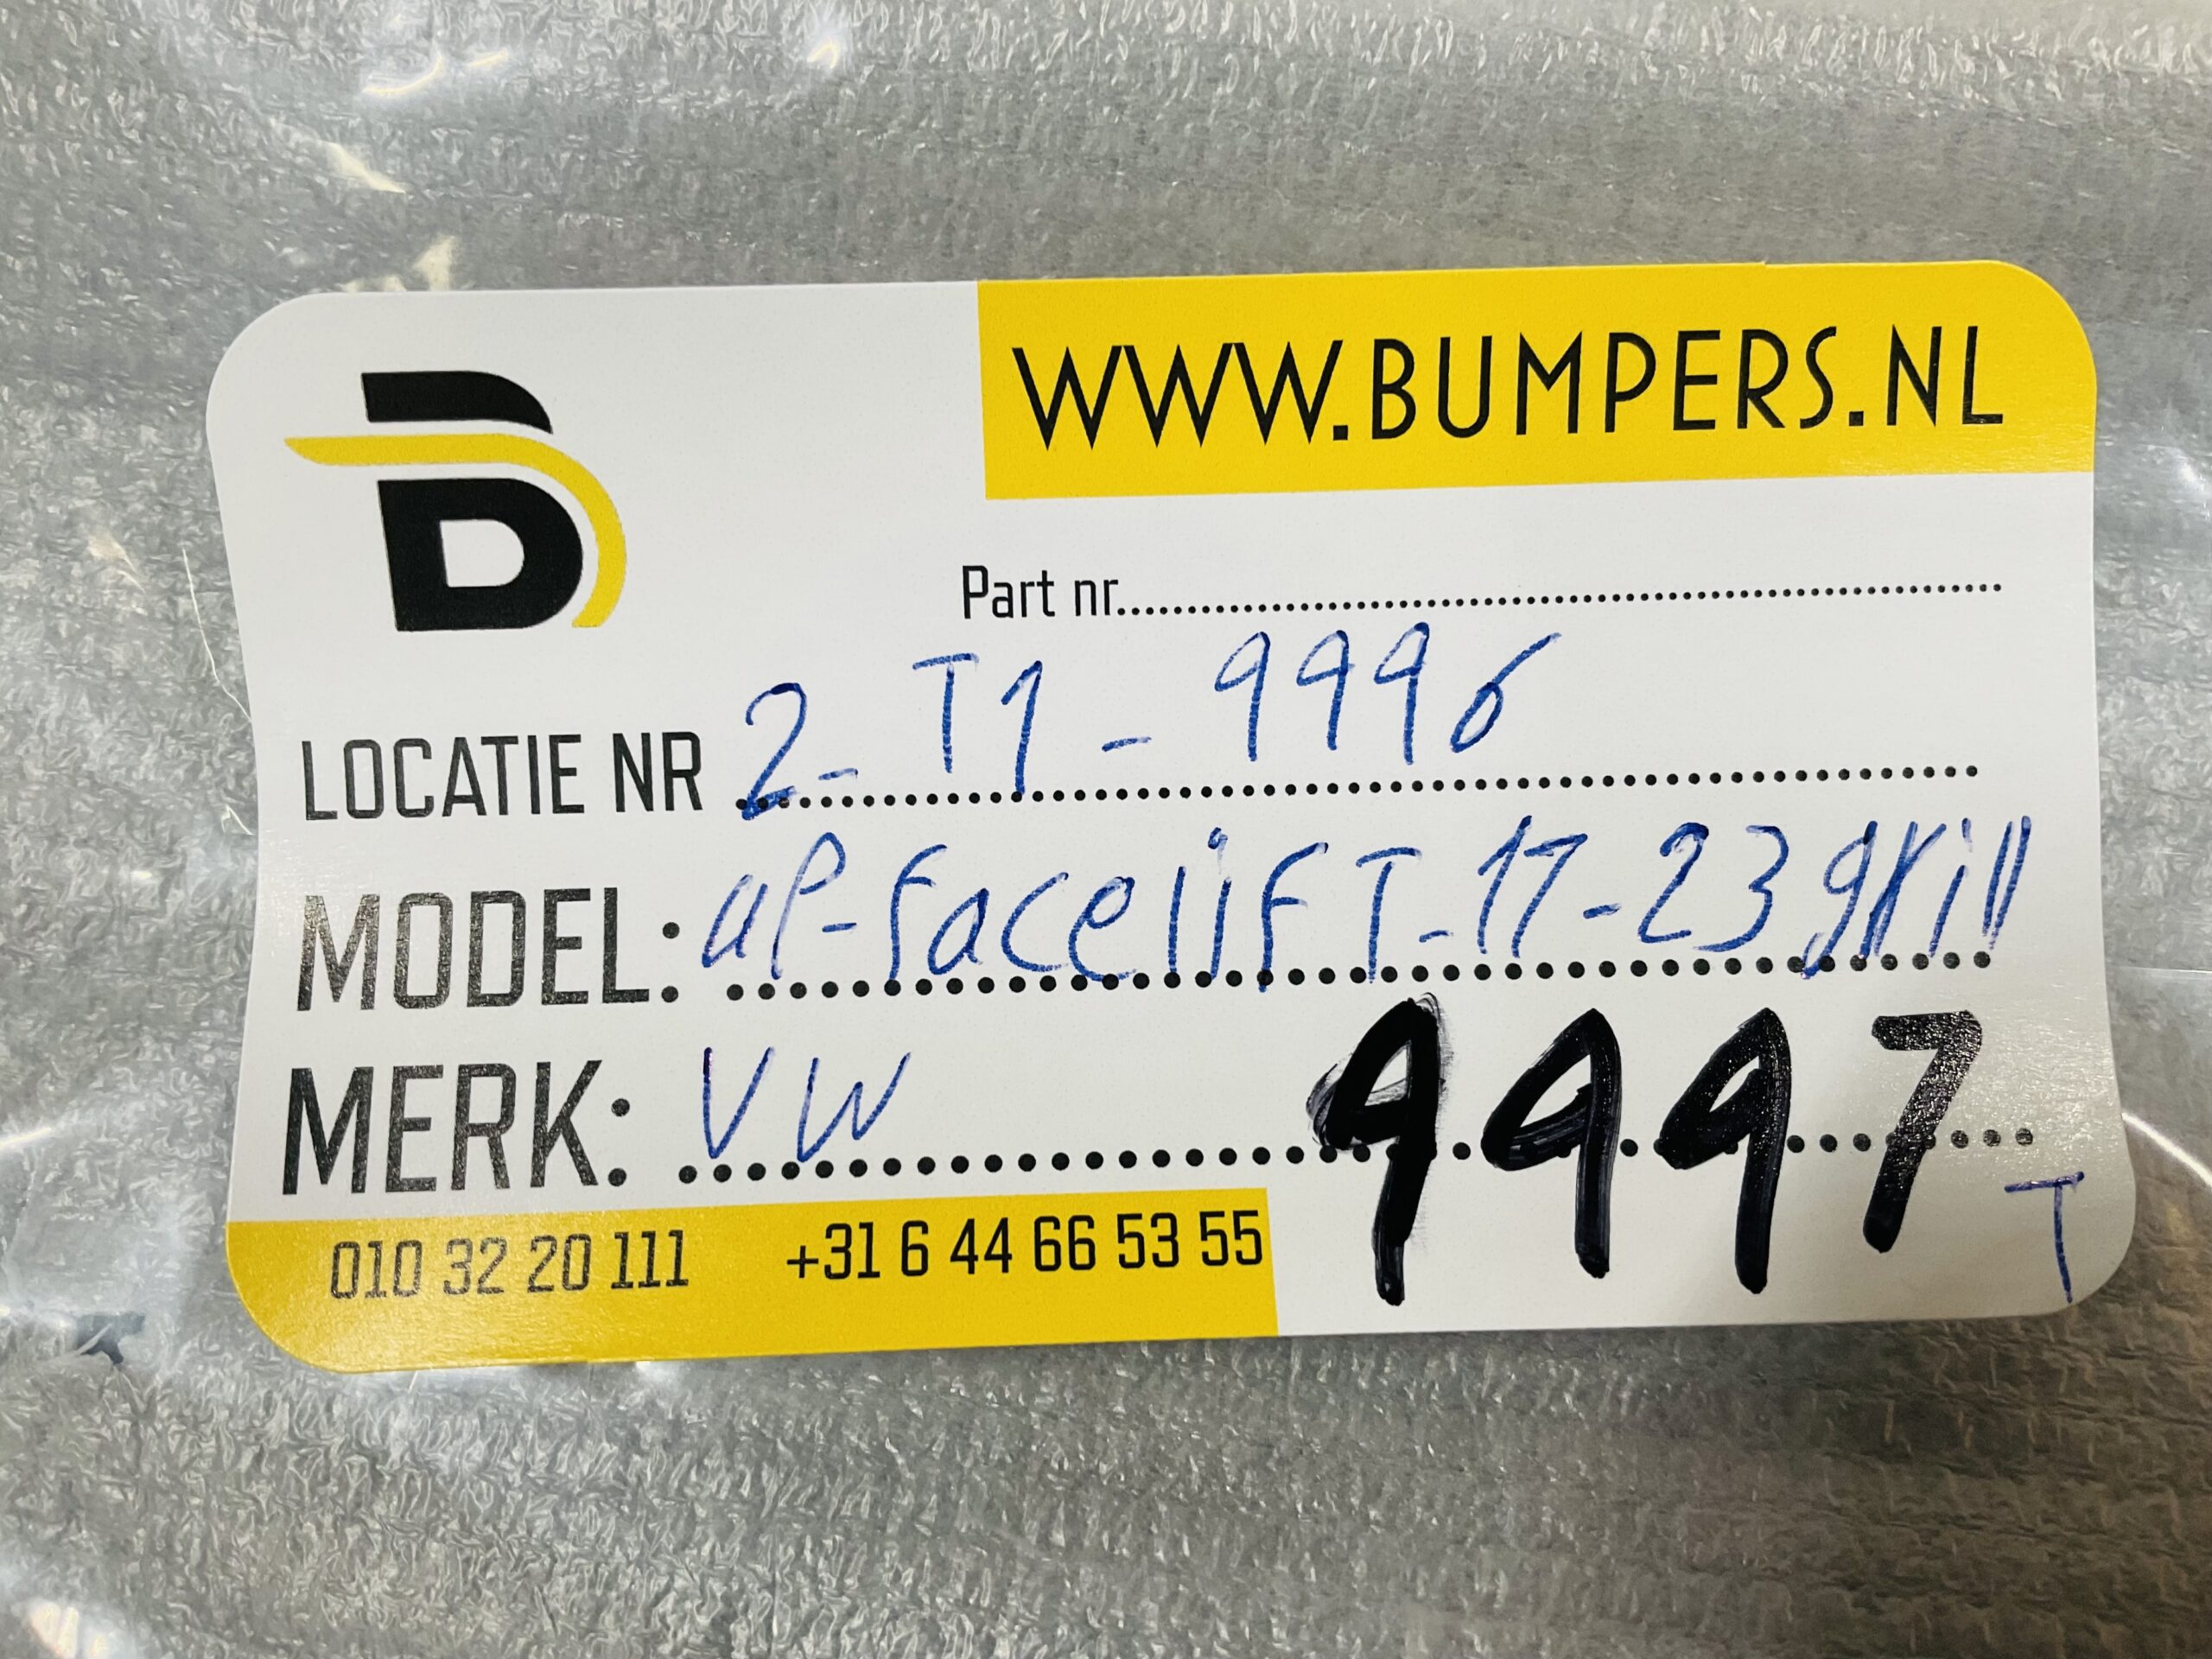 WWW.BUMPERS.NL
Part nr..............................
LOCATIE NR 2-T1-9996
MODEL: up-facelifT-17-23 gKill
MERK: VW 9997
T
010 32 20 111 +31 6 44 66 53 55